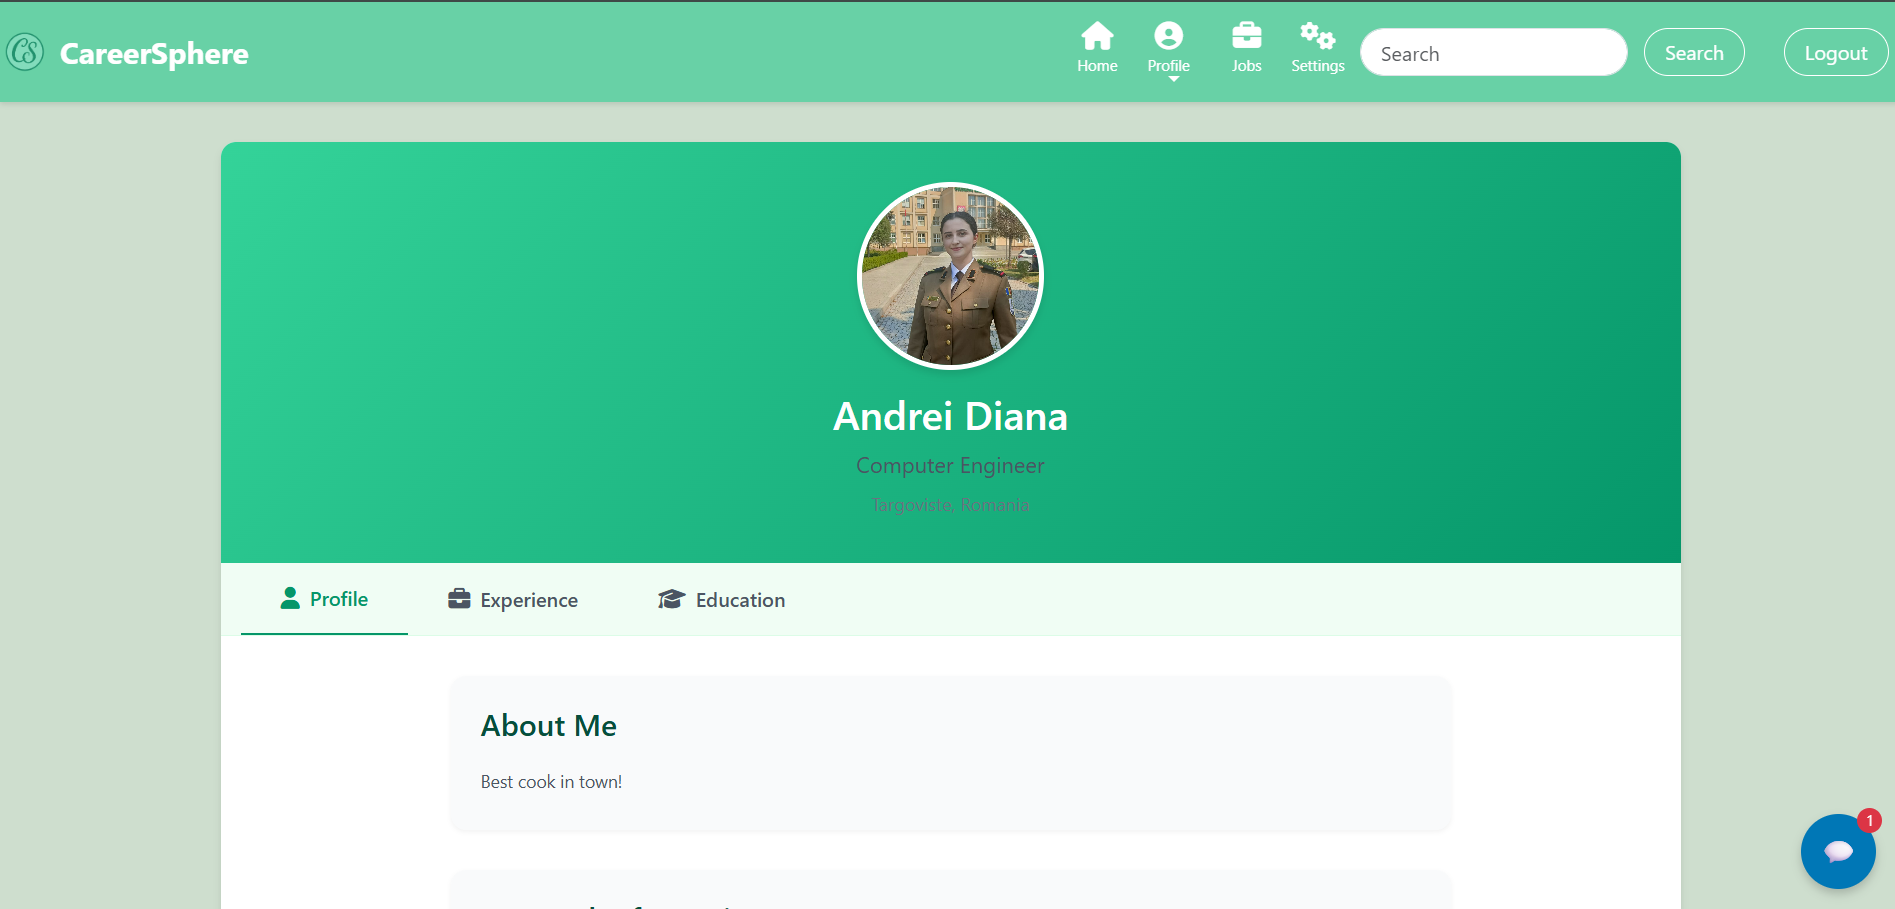 CS
CareerSphere
Home
Profile
Jobs
Settings
Search
Search
Logout
Andrei Diana
Computer Engineer
Targoviste, Romania
Profile
Experience
Education
About Me
Best cook in town!
1